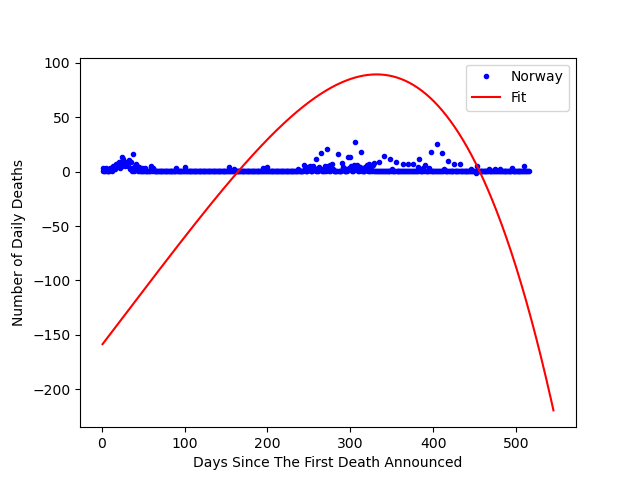 Norway
Fit
100
50
0
−50
−100
−150
−200
Number of Daily Deaths
0 100 200 300 400 500
Days Since The First Death Announced